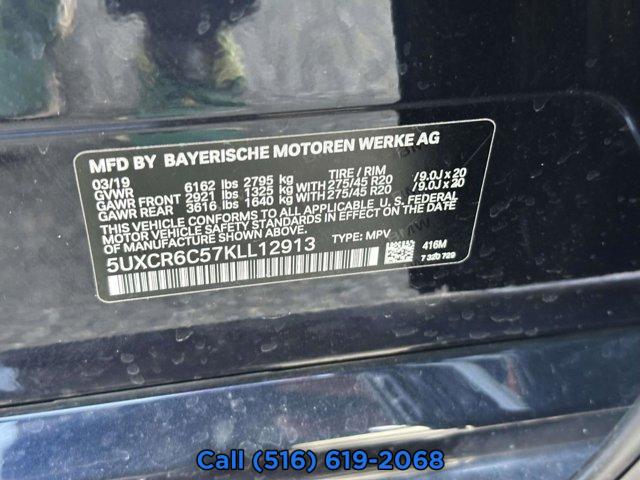 MFD BY BAYERISCHE MOTOREN WERKE AG
03/19 TIRE / RIM
GVWR 6162 lbs 2795 kg
GAWR FRONT 2921 lbs 1325 kg WITH 275/45 R20 /9.0J x 20
GAWR REAR 3616 lbs 1640 kg WITH 275/45 R20 /9.0J x 20
THIS VEHICLE CONFORMS TO ALL APPLICABLE U.S. FEDERAL
MOTOR VEHICLE SAFETY STANDARDS IN EFFECT ON THE DATE
OF MANUFACTURE SHOWN ABOVE.
5UXCR6C57KLL12913 TYPE: MPV
416M
7 320 729
Call (516) 619-2068